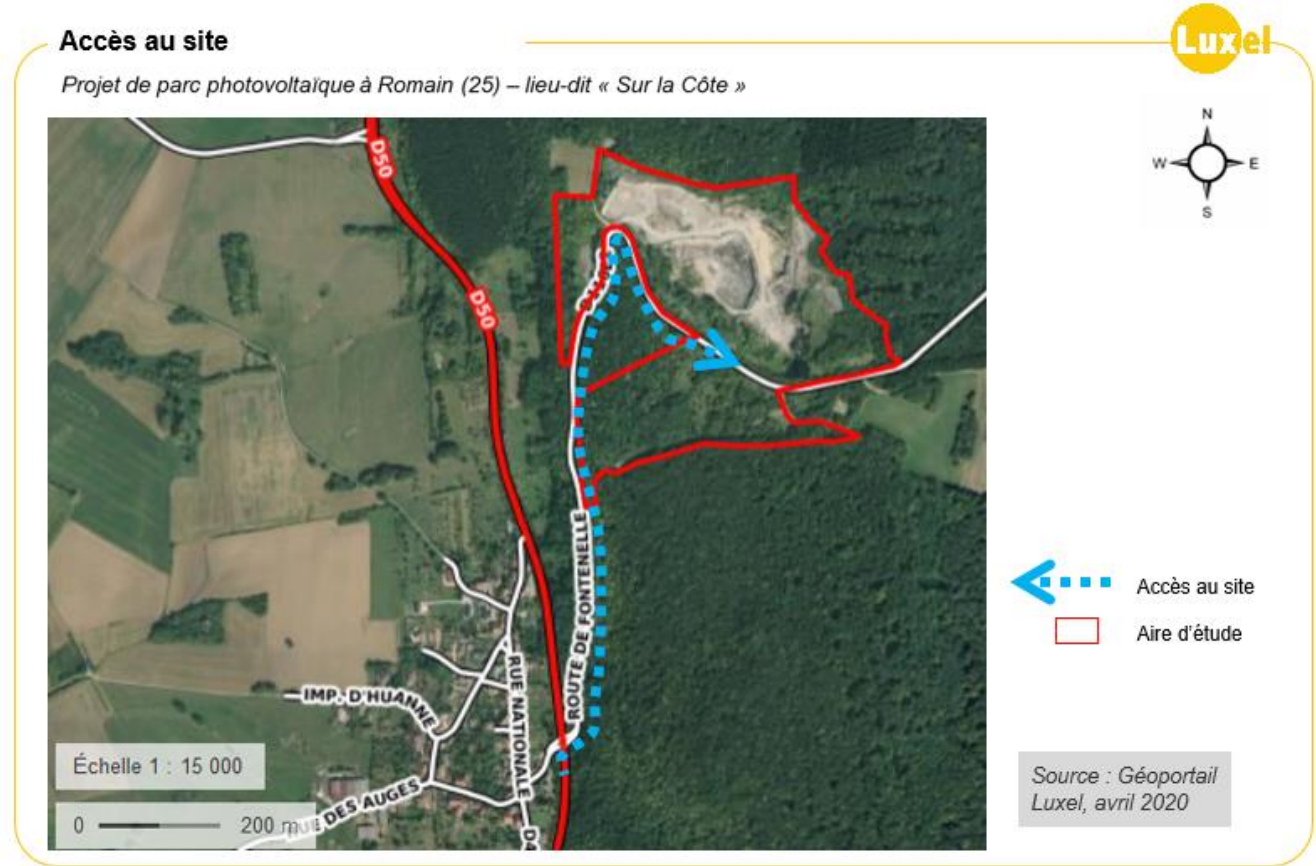 Accès au site
Luxel
Projet de parc photovoltaïque à Romain (25) – lieu-dit « Sur la Côte »
N
W E
S
D50
D50
ROUTE DE FONTENELLE
RUE NATIONALE
IMP. D'HUANNE
DES AUGES
Accès au site
Aire d'étude
Échelle 1 : 15 000
0 200 m
Source : Géoportail
Luxel, avril 2020